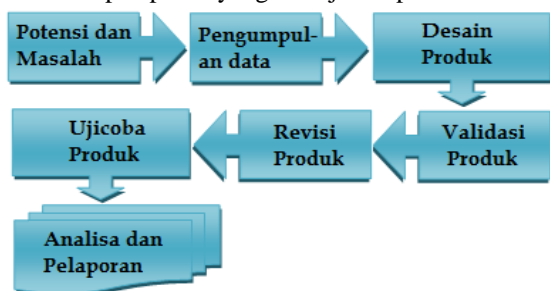 Potensi dan
Masalah
Pengumpul-
an data
Desain
Produk
Validasi
Produk
Revisi
Produk
Ujicoba
Produk
Analisa dan
Pelaporan